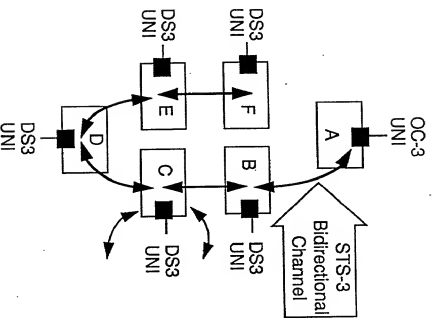 OC-3
UNI
STS-3
Bidirectional
Channel
A
DS3
UNI
F
B
DS3
UNI
DS3
UNI
E
C
DS3
UNI
D
DS3
UNI